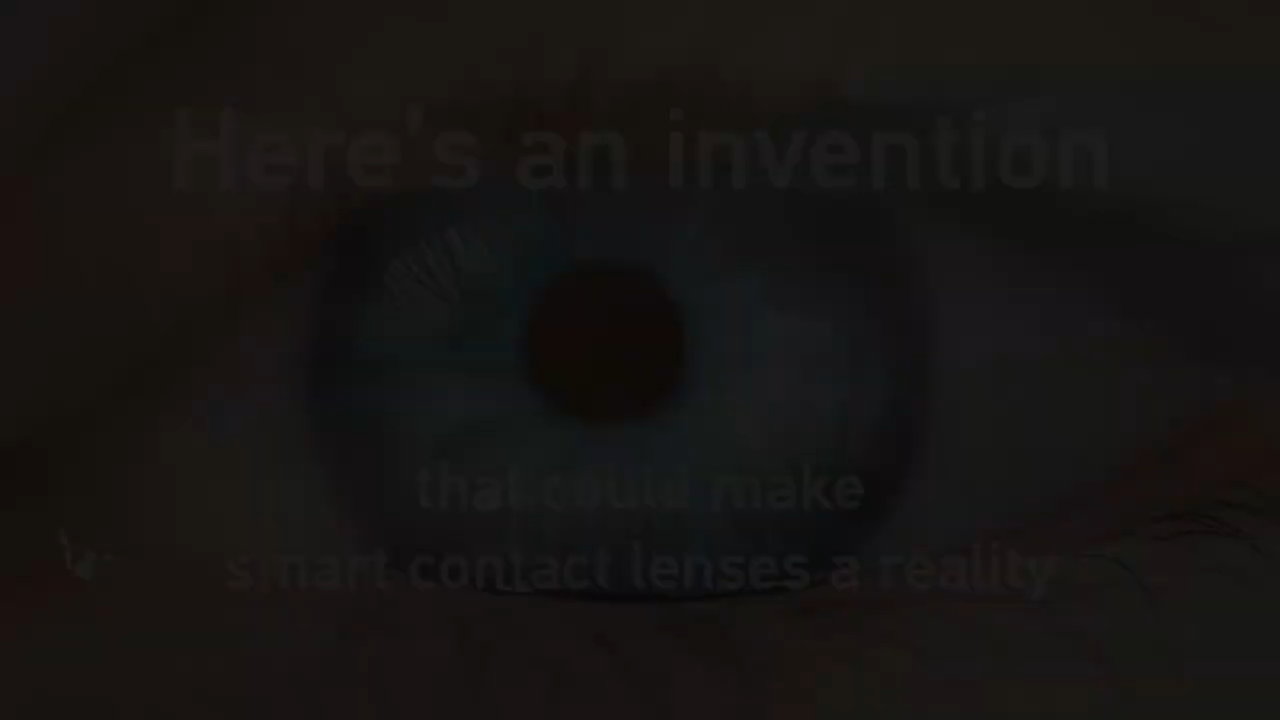 Here's an invention
that could make
smart contact lenses a reality